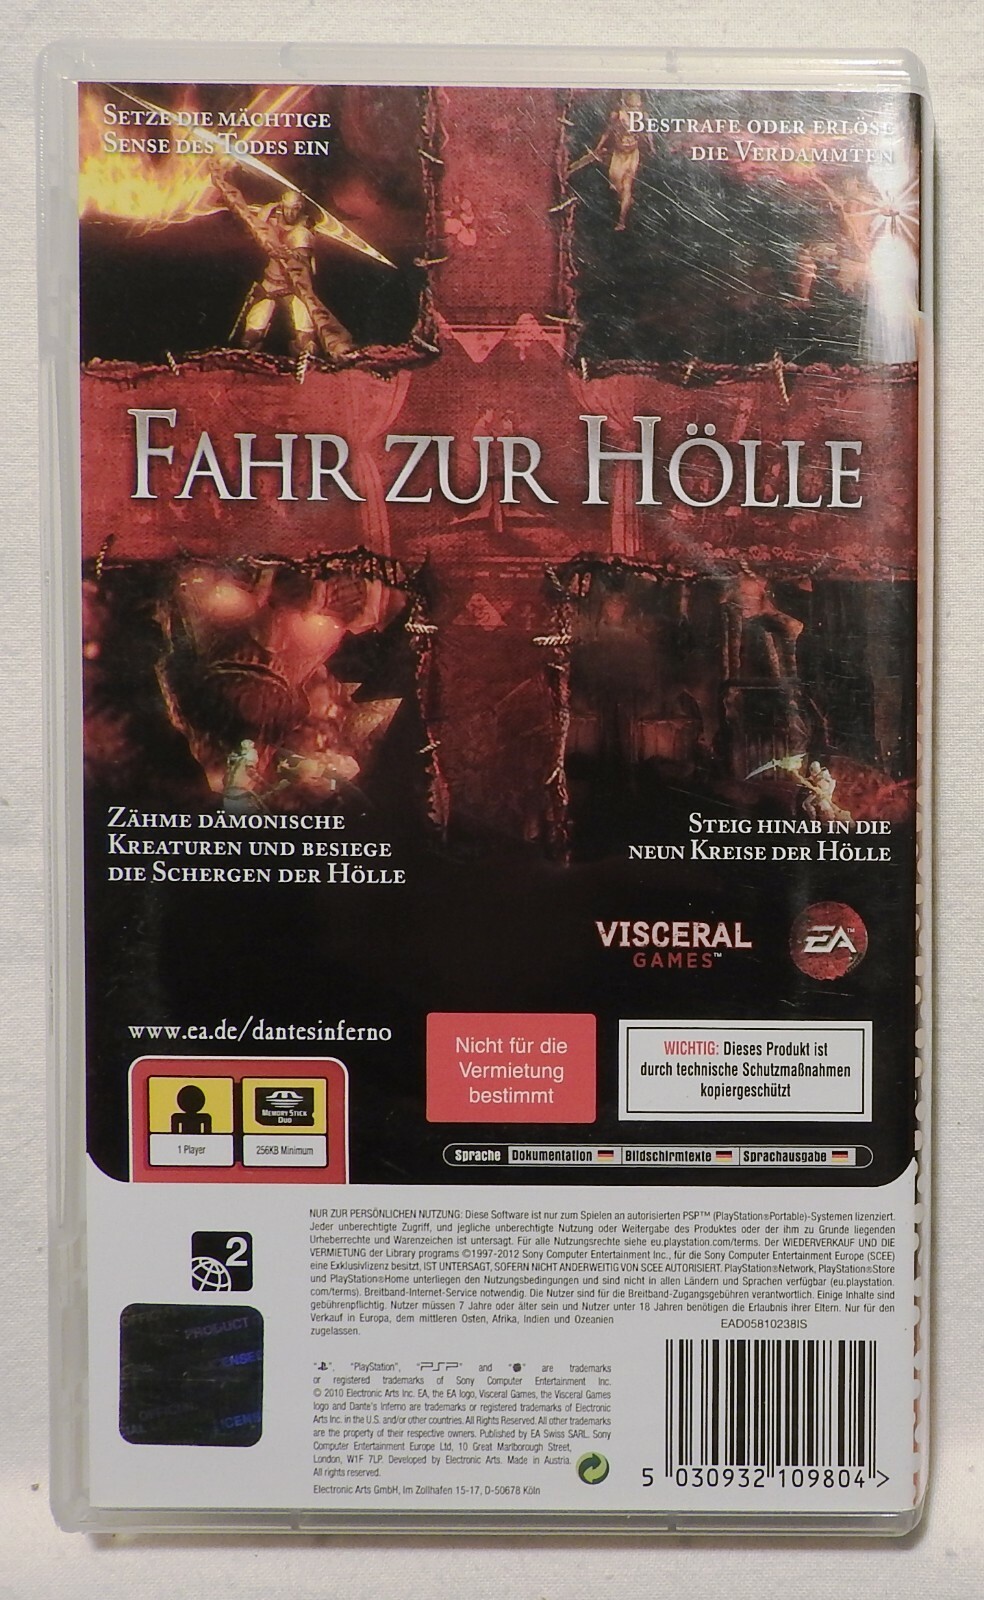 Setze die mächtige
Sense des Todes ein
Bestrafe oder erlöse
die Verdammten
Fahr zur Hölle
Zähme dämonische
Kreaturen und besiege
die Schergen der Hölle
Steig hinab in die
neun Kreise der Hölle
VISCERAL
GAMES™
EA™
www.ea.de/dantesinferno
Nicht für die
Vermietung
bestimmt
WICHTIG: Dieses Produkt ist
durch technische Schutzmaßnahmen
kopiergeschützt
MEMORY STICK
DUO
1 Player
256KB Minimum
Sprache Dokumentation Bildschirmtexte Sprachausgabe
2
NUR ZUR PERSÖNLICHEN NUTZUNG: Diese Software ist nur zum Spielen an autorisierten PSP™ (PlayStation®Portable)-Systemen lizenziert.
Jeder unberechtigte Zugriff, und jegliche unberechtigte Nutzung oder Weitergabe des Produktes oder der ihm zu Grunde liegenden
Urheberrechte und Warenzeichen ist untersagt. Für alle Nutzungsrechte siehe eu.playstation.com/terms. Der WIEDERVERKAUF UND DIE
VERMIETUNG der Library programs ©1997-2012 Sony Computer Entertainment Inc., für die Sony Computer Entertainment Europe (SCEE)
eine Exklusivlizenz besitzt, IST UNTERSAGT, SOFERN NICHT ANDERWEITIG VON SCEE AUTORISIERT. PlayStation®Network, PlayStation®Store
und PlayStation®Home unterliegen den Nutzungsbedingungen und sind nicht in allen Ländern und Sprachen verfügbar (eu.playstation.
com/terms). Breitband-Internet-Service notwendig. Die Nutzer sind für die Breitband-Zugangsgebühren verantwortlich. Einige Inhalte sind
gebührenpflichtig. Nutzer müssen 7 Jahre oder älter sein und Nutzer unter 18 Jahren benötigen die Erlaubnis ihrer Eltern. Nur für den
Verkauf in Europa, dem mittleren Osten, Afrika, Indien und Ozeanien
zugelassen.
EAD05810238IS
PRODUCT
OFFICIAL
LICENS
"PlayStation", "PSP" and " " are trademarks
or registered trademarks of Sony Computer Entertainment Inc.
© 2010 Electronic Arts Inc. EA, the EA logo, Visceral Games, the Visceral Games
logo and Dante's Inferno are trademarks or registered trademarks of Electronic
Arts Inc. in the U.S. and/or other countries. All Rights Reserved. All other trademarks
are the property of their respective owners. Published by EA Swiss SARL. Sony
Computer Entertainment Europe Ltd, 10 Great Marlborough Street,
London, W1F 7LP. Developed by Electronic Arts. Made in Austria.
All rights reserved.
Electronic Arts GmbH, Im Zollhafen 15-17, D-50678 Köln
5 030932 109804 >